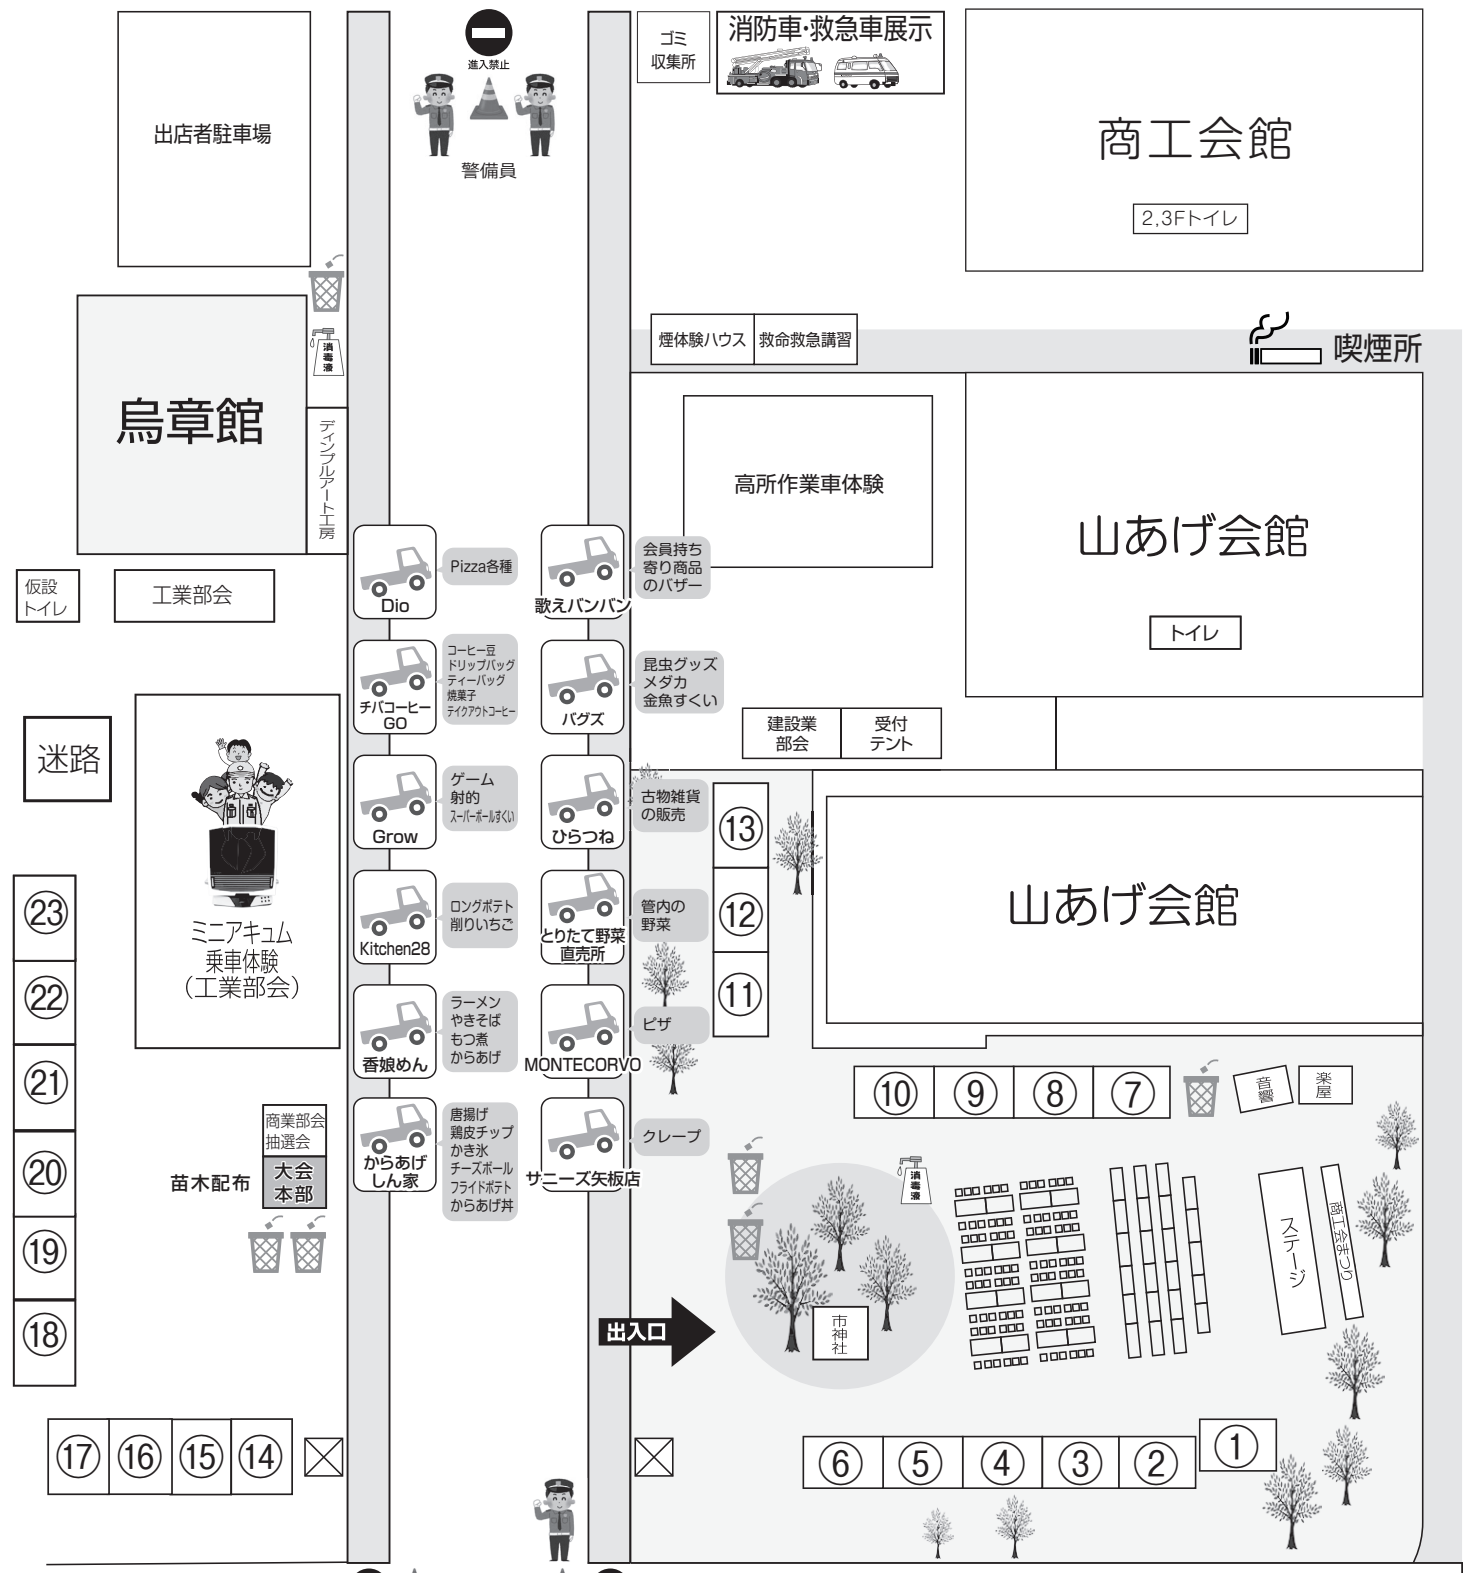 進入禁止
警備員
出店者駐車場
ゴミ
収集所
消防車・救急車展示
商工会館
2,3Fトイレ
消毒液
烏章館
ディンプルアート工房
煙体験ハウス
救命救急講習
喫煙所
高所作業車体験
山あげ会館
トイレ
仮設
トイレ
工業部会
Dio
Pizza各種
歌えバンバン
会員持ち
寄り商品
のバザー
チバコーヒー
GO
コーヒー豆
ドリップバッグ
ティーバッグ
焼菓子
テイクアウトコーヒー
バグズ
昆虫グッズ
メダカ
金魚すくい
建設業
部会
受付
テント
迷路
Grow
ゲーム
射的
スーパーボールすくい
ひらつね
古物雑貨
の販売
⑬
⑫
⑪
山あげ会館
ミニアキュム
乗車体験
(工業部会)
Kitchen28
ロングポテト
削りいちご
とりたて野菜
直売所
管内の
野菜
香娘めん
ラーメン
やきそば
もつ煮
からあげ
MONTECORVO
ピザ
㉓
㉒
㉑
⑳
⑲
⑱
商業部会
抽選会
苗木配布
大会
本部
からあげ
しん家
唐揚げ
鶏皮チップ
かき氷
チーズボール
フライドポテト
からあげ丼
サニーズ矢板店
クレープ
⑩
⑨
⑧
⑦
音響
楽屋
消毒液
市神社
ステージ
商工会まつり
出入口
⑰
⑯
⑮
⑭
⑥
⑤
④
③
②
①